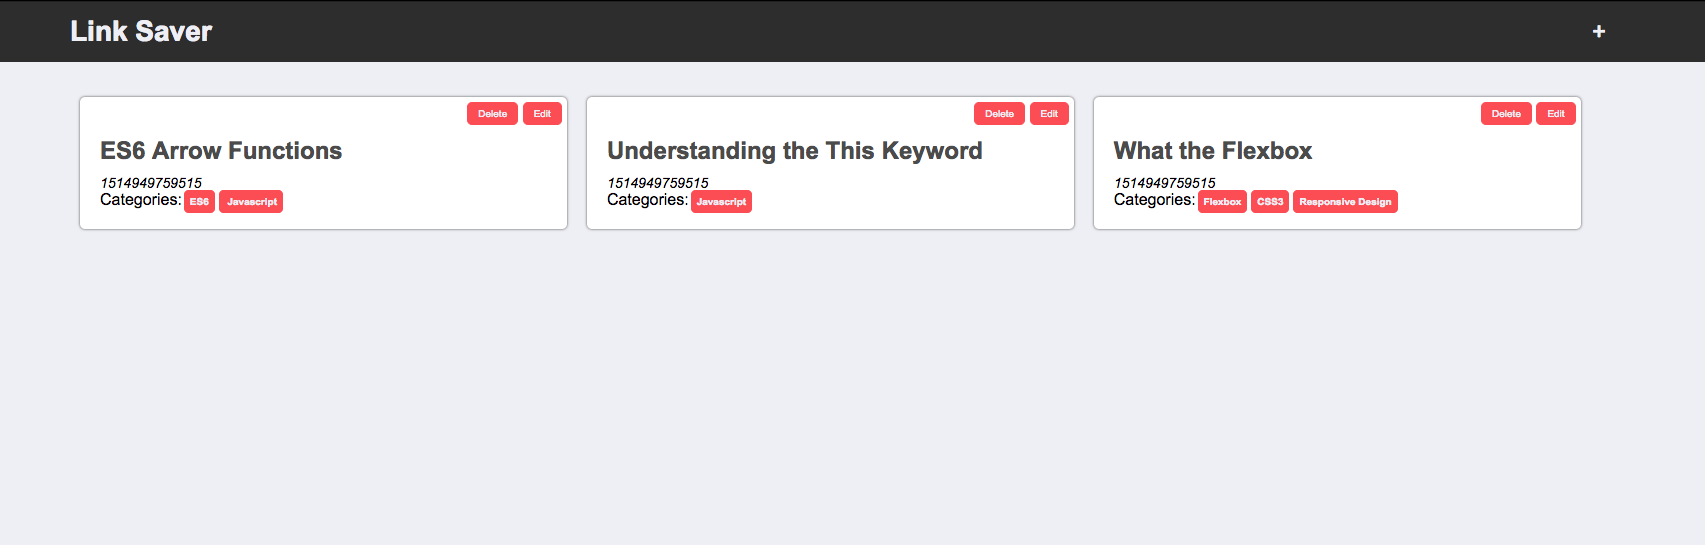 Link Saver +
Delete Edit
ES6 Arrow Functions
1514949759515
Categories: ES6 Javascript
Delete Edit
Understanding the This Keyword
1514949759515
Categories: Javascript
Delete Edit
What the Flexbox
1514949759515
Categories: Flexbox CSS3 Responsive Design